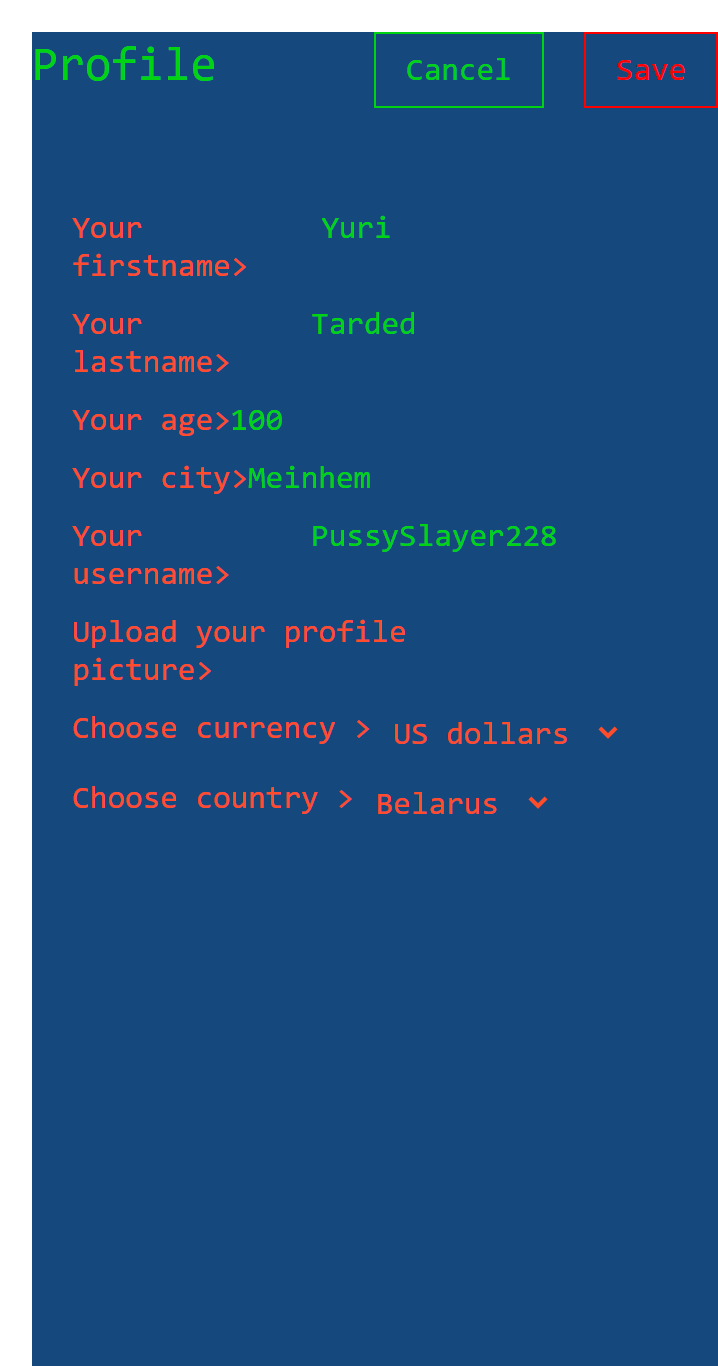 Profile Cancel Save
Your Yuri
firstname>
Your Tarded
lastname>
Your age>100
Your city>Meinhem
Your PussySlayer228
username>
Upload your profile
picture>
Choose currency > US dollars
Choose country > Belarus